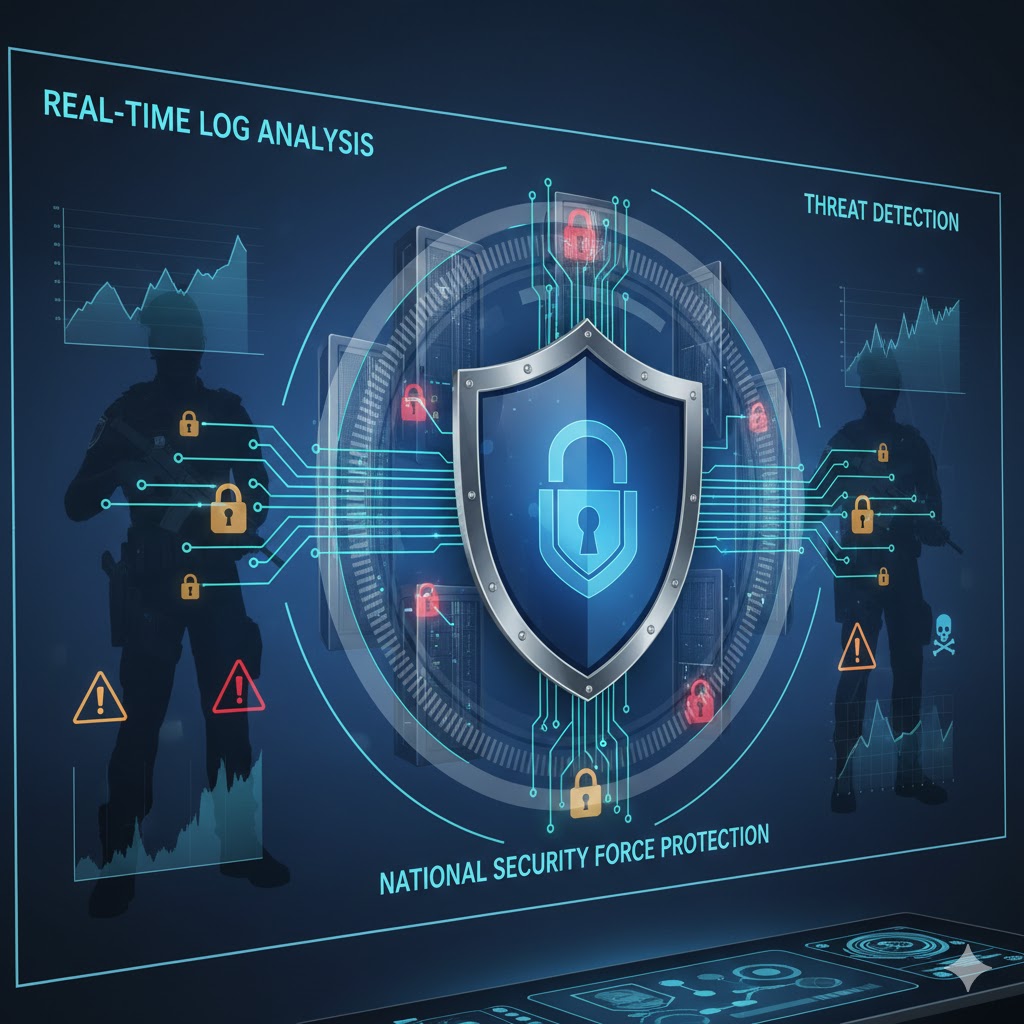 REAL-TIME LOG ANALYSIS
THREAT DETECTION
NATIONAL SECURITY FORCE PROTECTION